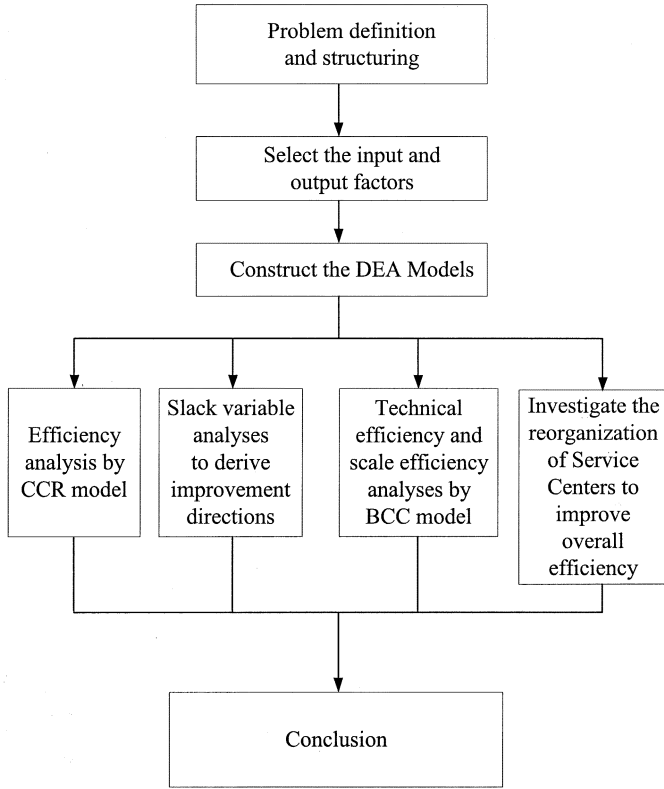 Problem definition
and structuring
Select the input and
output factors
Construct the DEA Models
Efficiency
analysis by
CCR model
Slack variable
analyses
to derive
improvement
directions
Technical
efficiency and
scale efficiency
analyses by
BCC model
Investigate the
reorganization
of Service
Centers to
improve
overall
efficiency
Conclusion